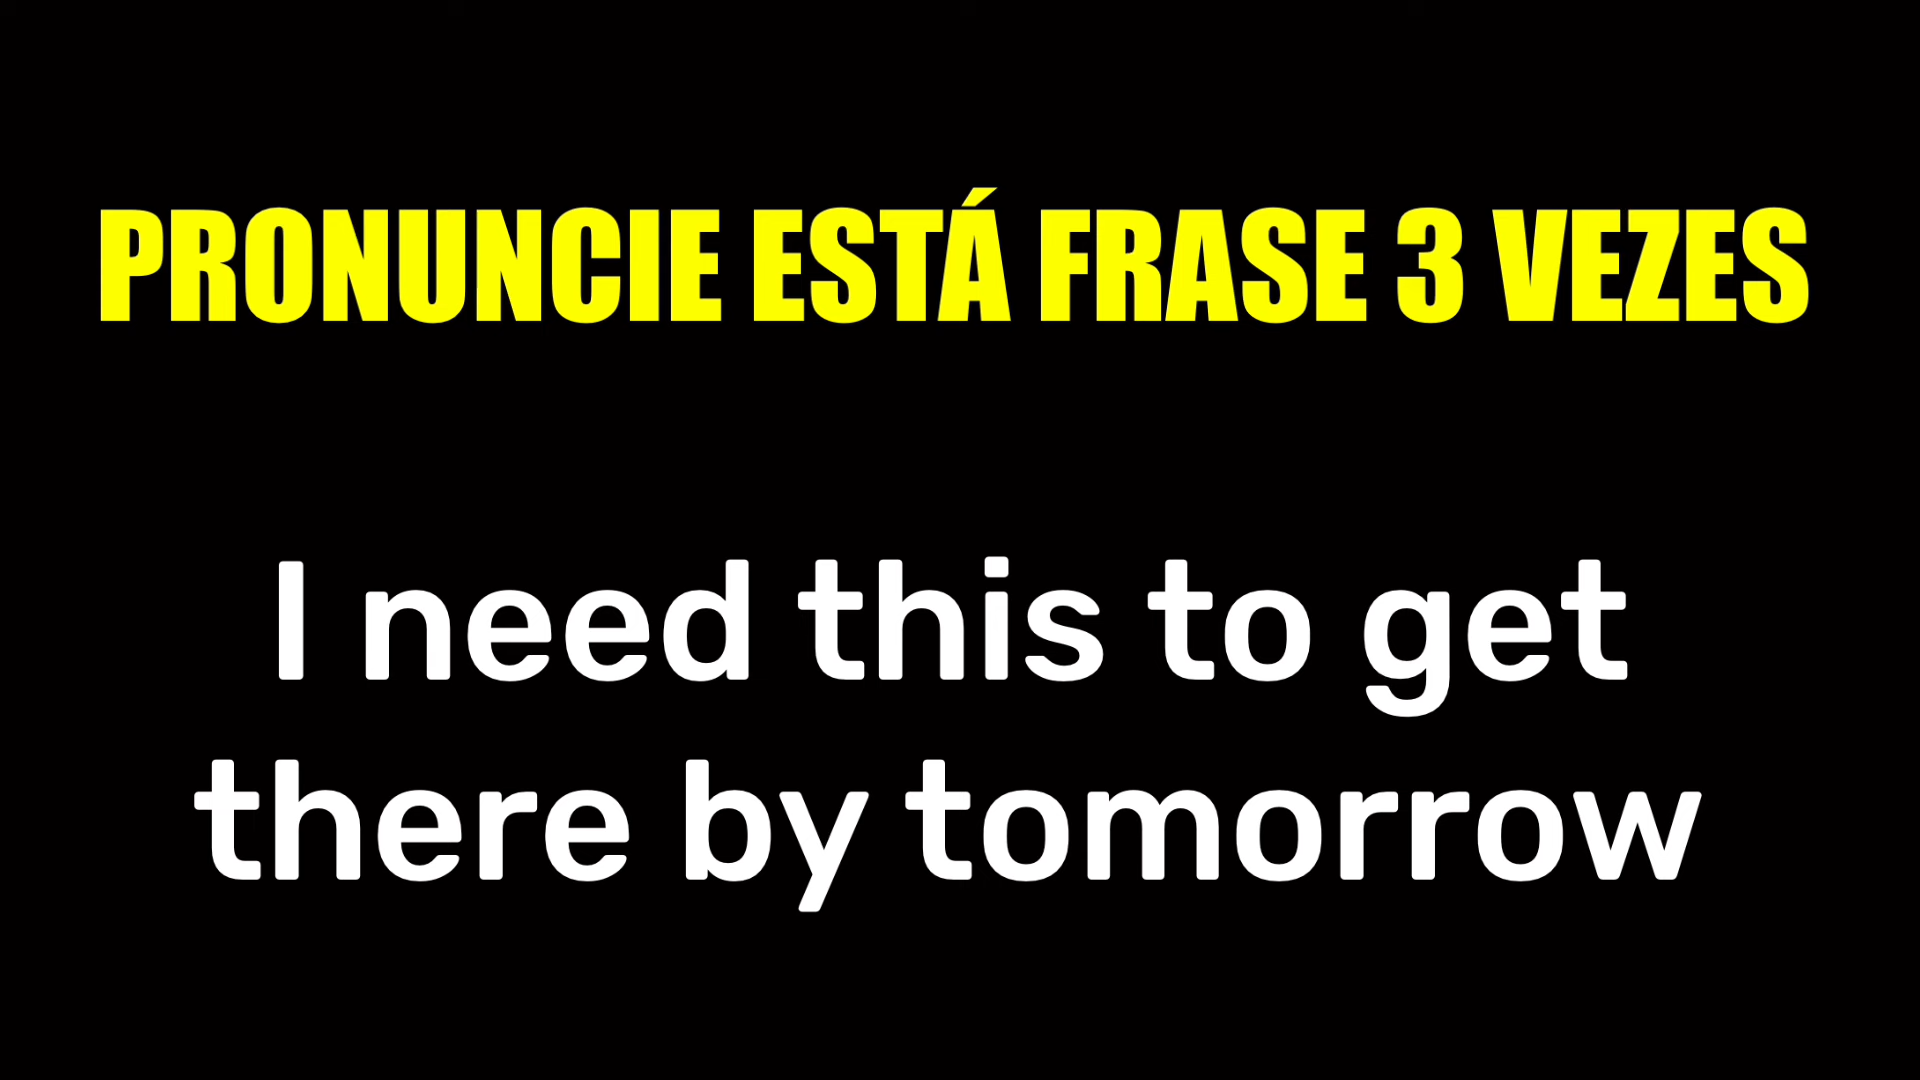 PRONUNCIE ESTÁ FRASE 3 VEZES
I need this to get
there by tomorrow